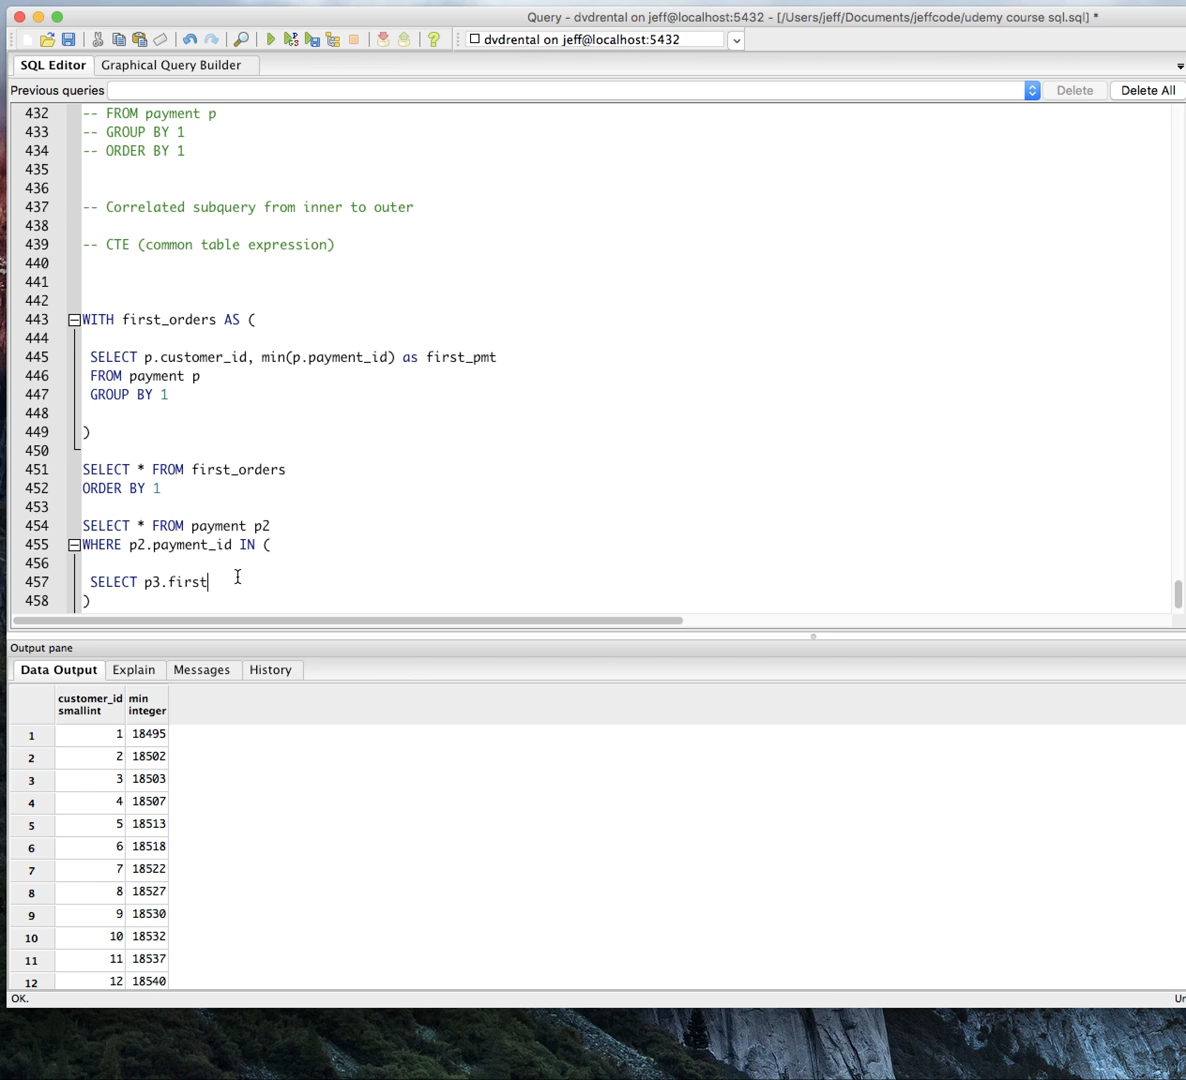 Query - dvdrental on jeff@localhost:5432 - [/Users/jeff/Documents/jeffcode/udemy course sql.sql] *
dvdrental on jeff@localhost:5432
SQL Editor Graphical Query Builder
Previous queries Delete Delete All
432 -- FROM payment p
433 -- GROUP BY 1
434 -- ORDER BY 1
435
436
437 -- Correlated subquery from inner to outer
438
439 -- CTE (common table expression)
440
441
442
443 WITH first_orders AS (
444
445 SELECT p.customer_id, min(p.payment_id) as first_pmt
446 FROM payment p
447 GROUP BY 1
448
449 )
450
451 SELECT * FROM first_orders
452 ORDER BY 1
453
454 SELECT * FROM payment p2
455 WHERE p2.payment_id IN (
456
457 SELECT p3.first
458 )
Output pane
Data Output Explain Messages History
customer_id min
smallint integer
1 1 18495
2 2 18502
3 3 18503
4 4 18507
5 5 18513
6 6 18518
7 7 18522
8 8 18527
9 9 18530
10 10 18532
11 11 18537
12 12 18540
OK. Ur